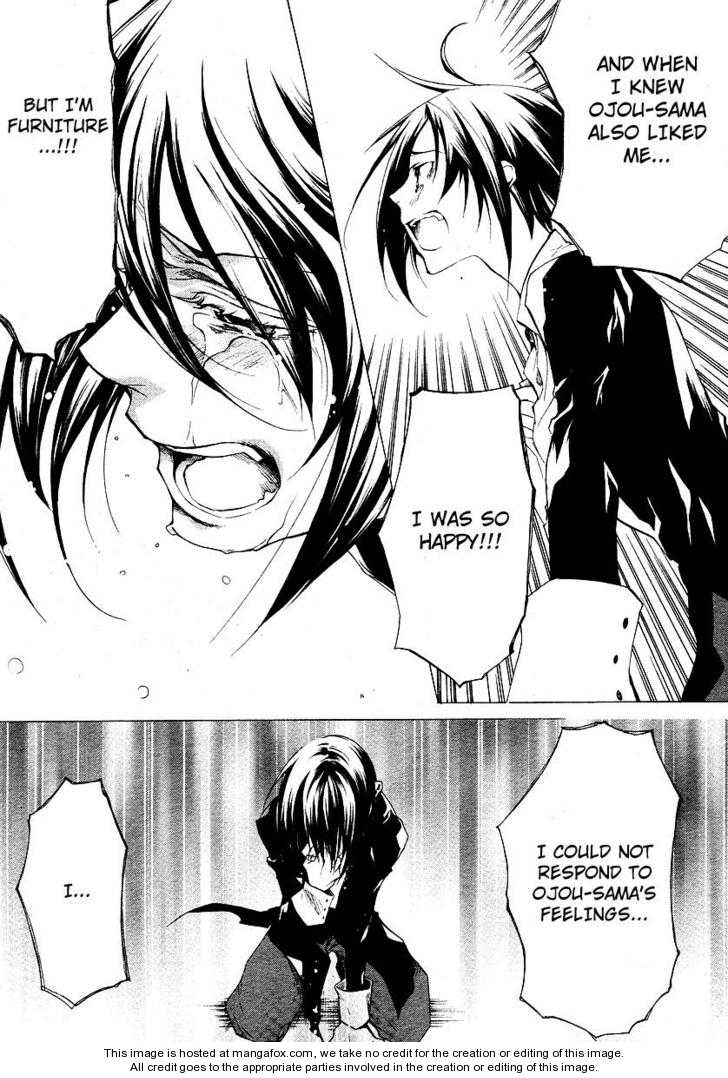 AND WHEN
I KNEW
OJOU-SAMA
ALSO LIKED
ME...
I WAS SO
HAPPY!!!
BUT I'M
FURNITURE
...!!!
I COULD NOT
RESPOND TO
OJOU-SAMA'S
FEELINGS...
I...
This image is hosted at mangafox.com, we take no credit for the creation or editing of this image.
All credit goes to the appropriate parties involved in the creation or editing of this image.